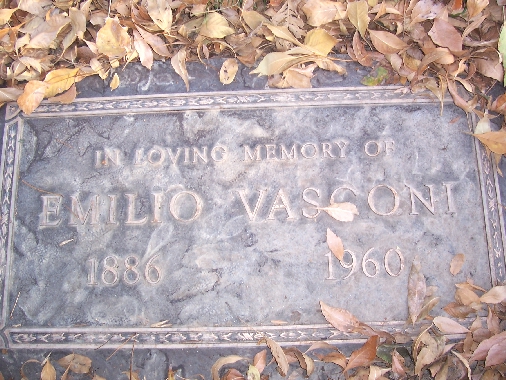 IN LOVING MEMORY OF
EMILIO VASCONI
1886 1960